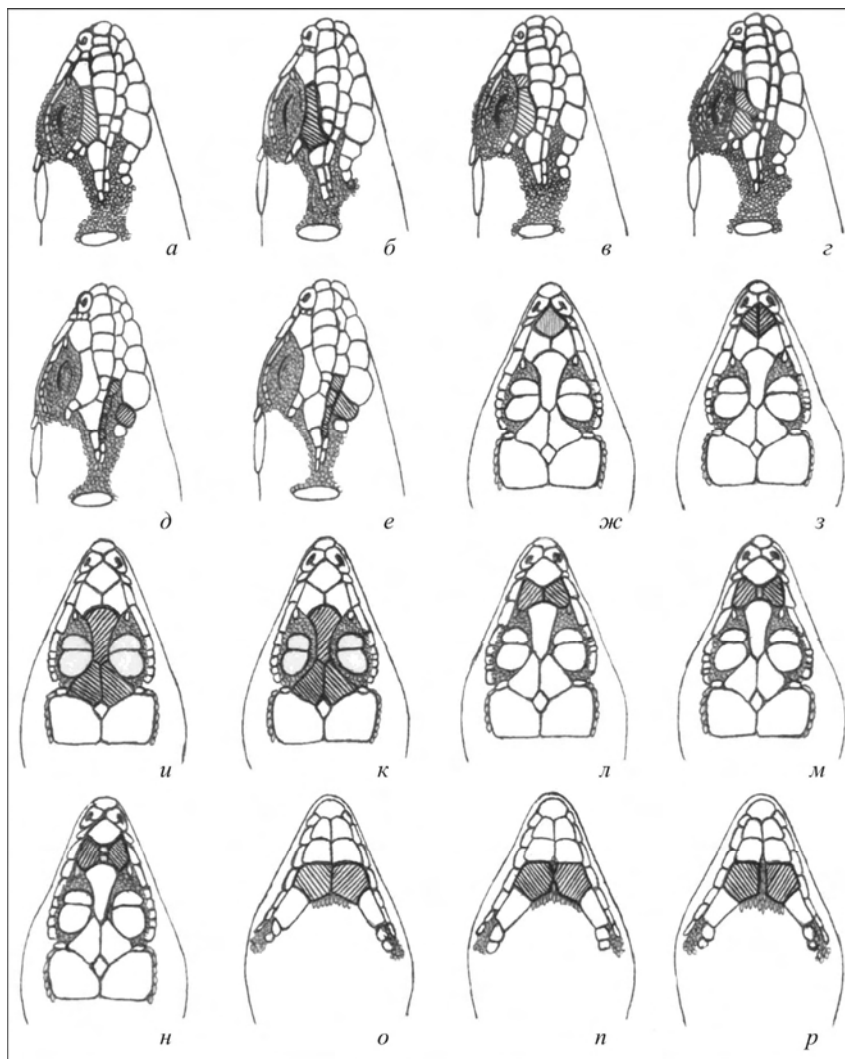 а б в г
д е ж з
и к л м
н о п р